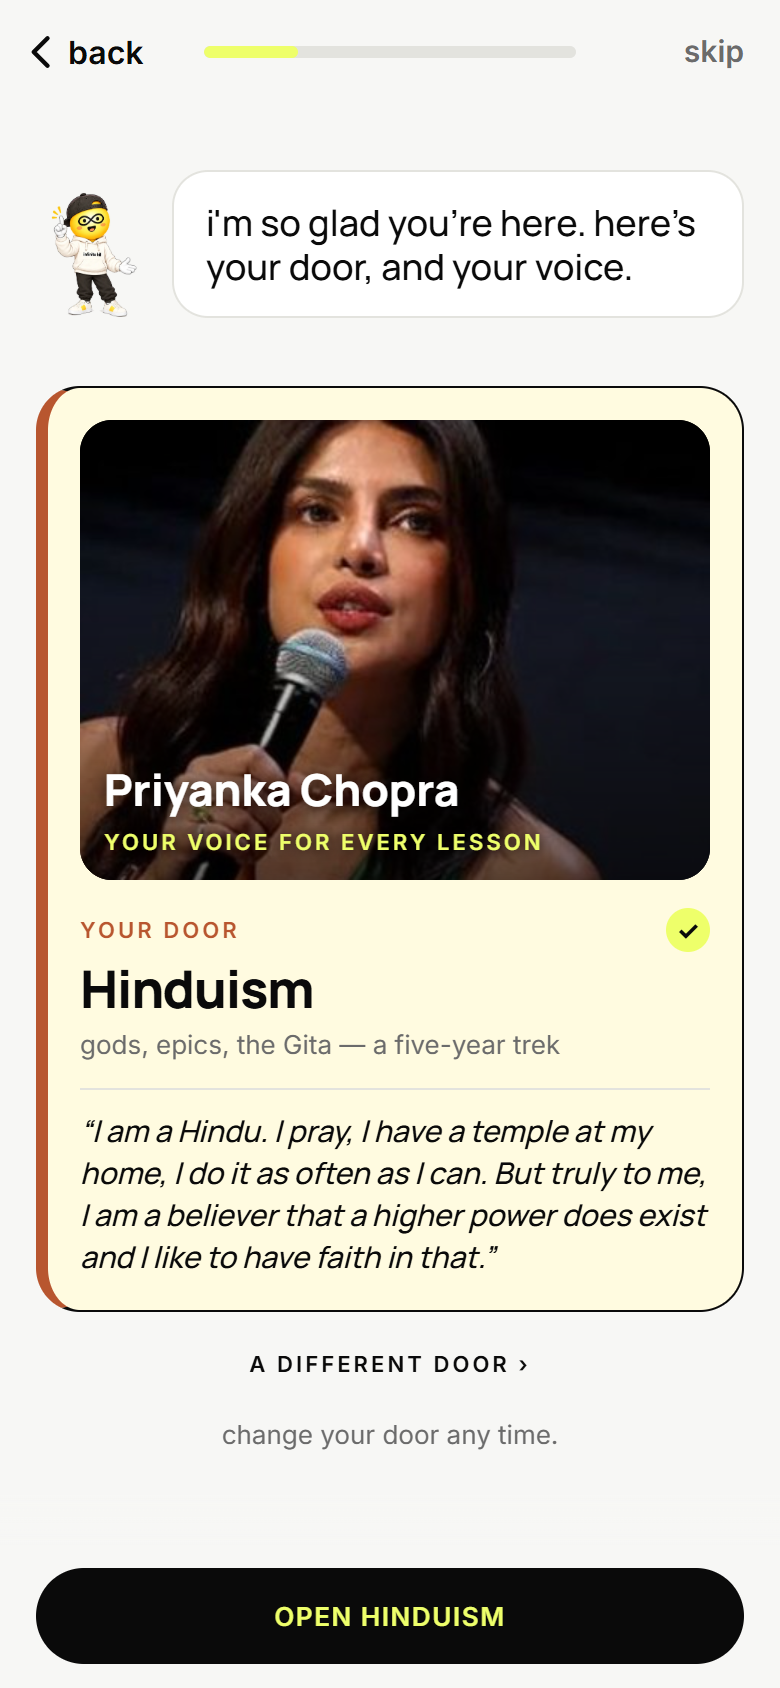 back
skip
i'm so glad you’re here. here’s
your door, and your voice.
Priyanka Chopra
YOUR VOICE FOR EVERY LESSON
YOUR DOOR
Hinduism
gods, epics, the Gita — a five-year trek
“I am a Hindu. I pray, I have a temple at my
home, I do it as often as I can. But truly to me,
I am a believer that a higher power does exist
and I like to have faith in that.”
A DIFFERENT DOOR ›
change your door any time.
OPEN HINDUISM